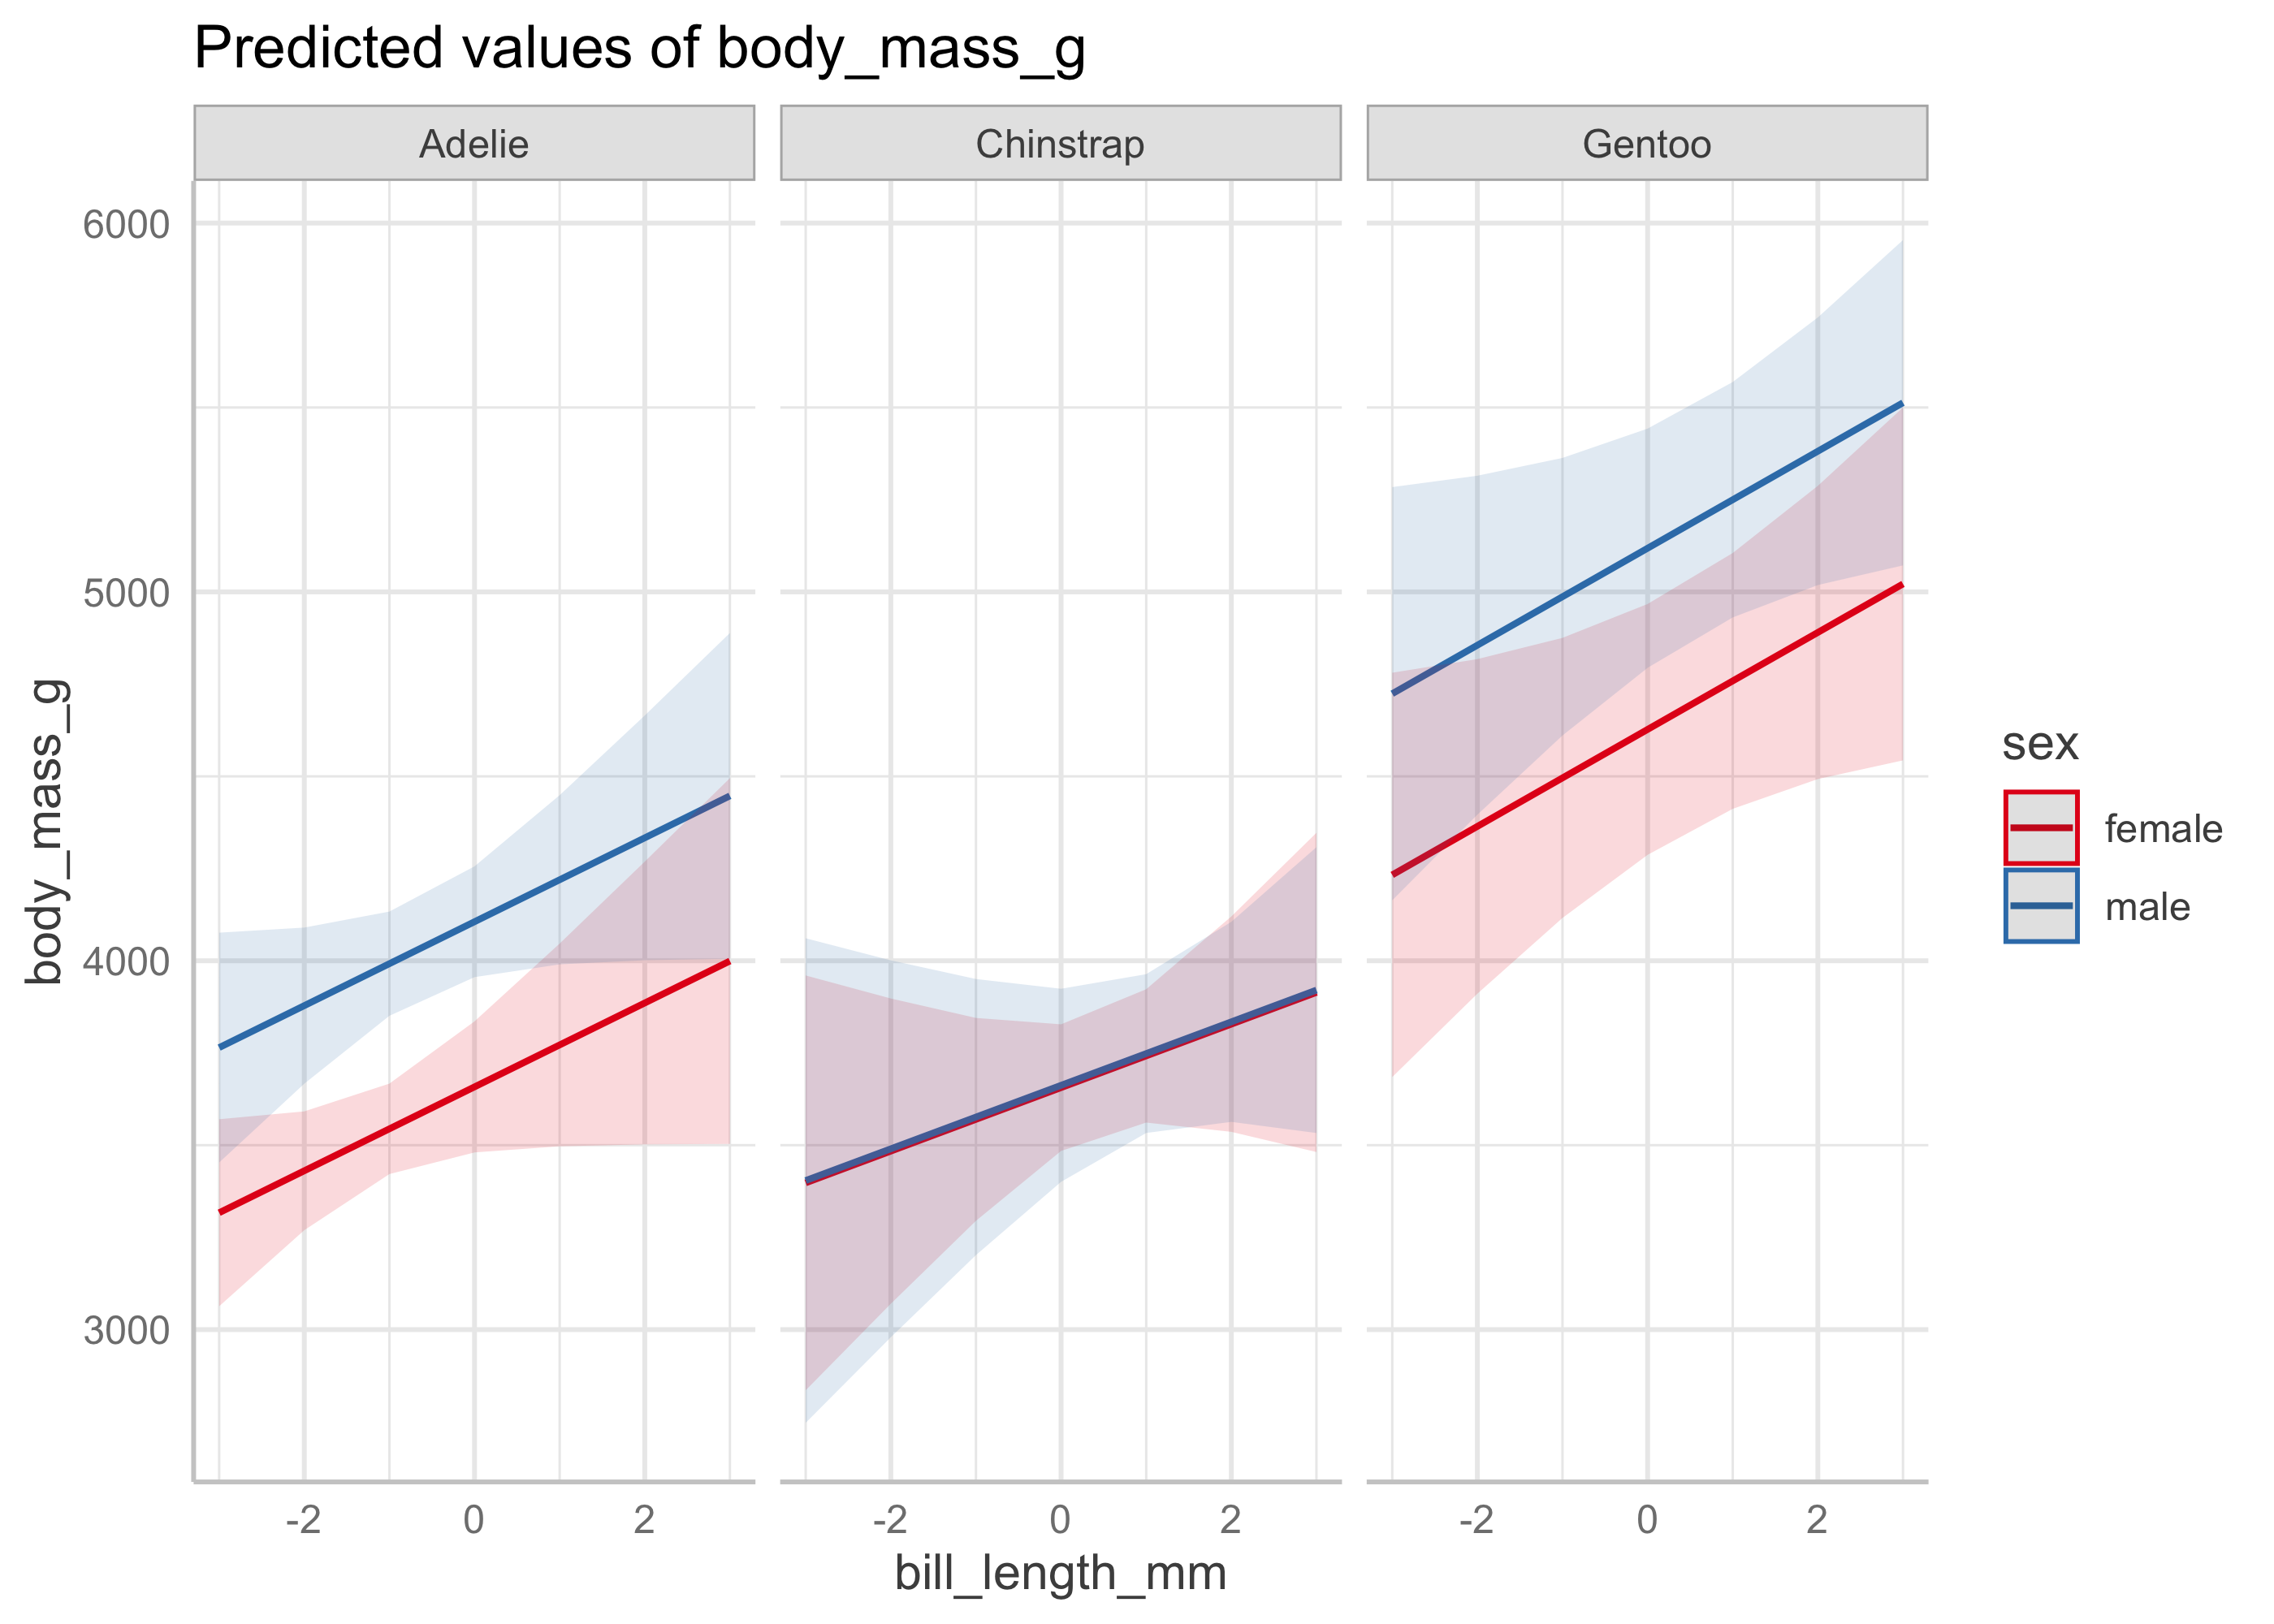 Predicted values of body_mass_g
Adelie Chinstrap Gentoo
6000
5000
4000
3000
body_mass_g
-2 0 2 -2 0 2 -2 0 2
bill_length_mm
sex
female
male